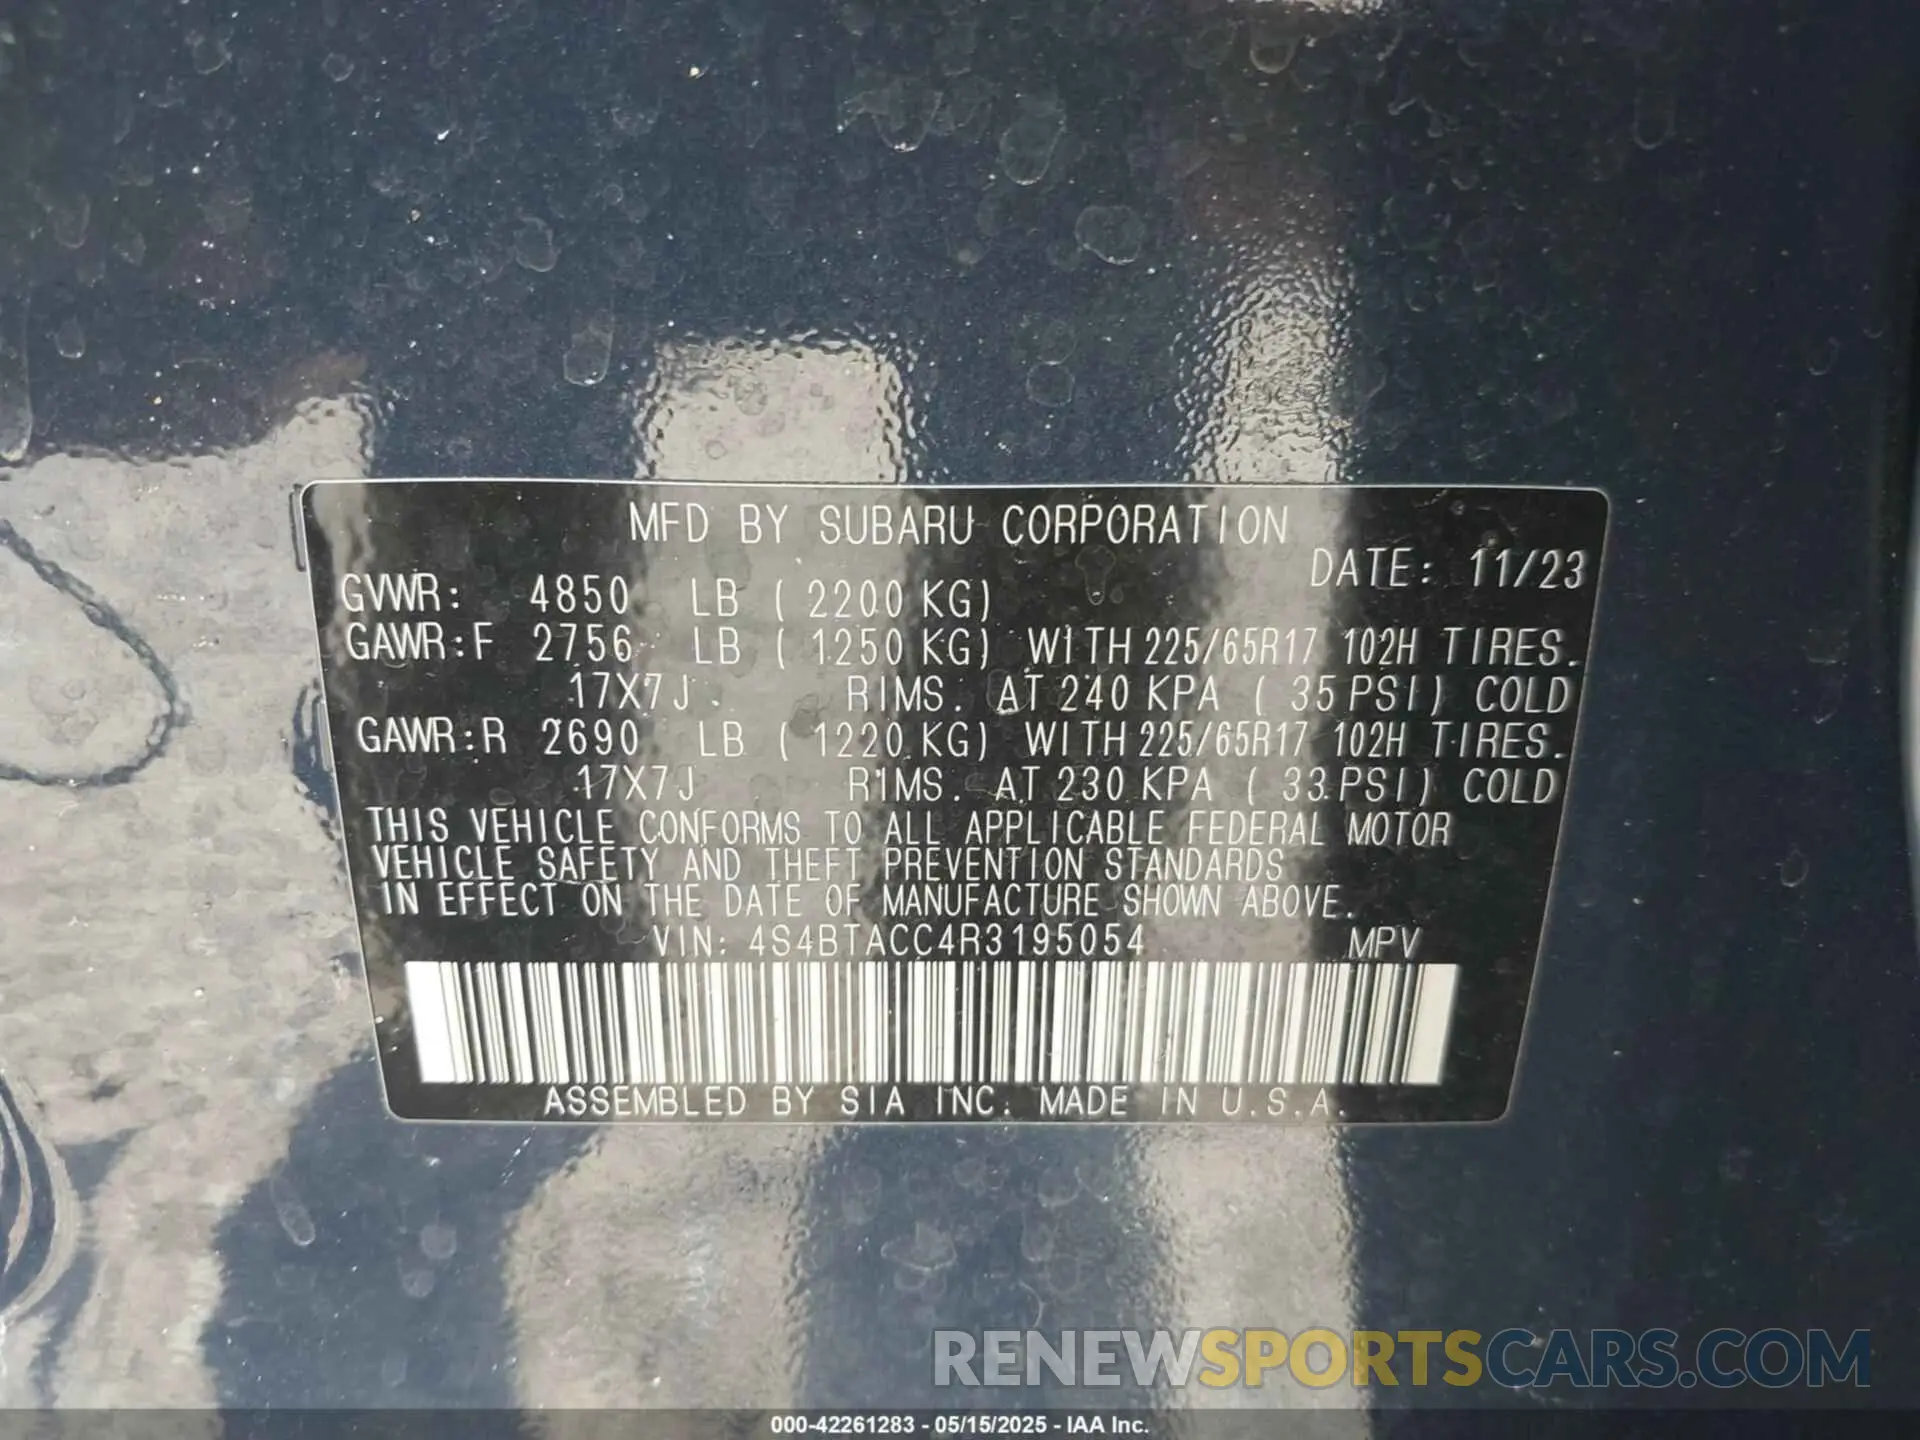 MFD BY SUBARU CORPORATION
DATE: 11/23
GVWR: 4850 LB ( 2200 KG)
GAWR:F 2756 LB ( 1250 KG) WITH 225/65R17 102H TIRES.
17X7J RIMS. AT 240 KPA ( 35 PSI) COLD
GAWR:R 2690 LB ( 1220 KG) WITH 225/65R17 102H TIRES.
17X7J RIMS. AT 230 KPA ( 33 PSI) COLD
THIS VEHICLE CONFORMS TO ALL APPLICABLE FEDERAL MOTOR
VEHICLE SAFETY AND THEFT PREVENTION STANDARDS
IN EFFECT ON THE DATE OF MANUFACTURE SHOWN ABOVE.
VIN: 4S4BTACC4R3195054 MPV
ASSEMBLED BY SIA INC. MADE IN U.S.A.
RENEWSPORTSCARS.COM
000-42261283 - 05/15/2025 - IAA Inc.